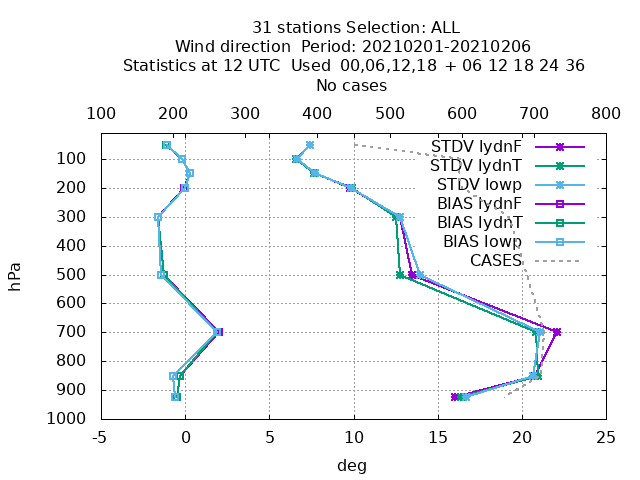 31 stations Selection: ALL
Wind direction  Period: 20210201-20210206
Statistics at 12 UTC  Used  00,06,12,18  + 06 12 18 24 36
No cases
100 200 300 400 500 600 700 800
STDV lydnF
STDV lydnT
STDV lowp
BIAS lydnF
BIAS lydnT
BIAS lowp
CASES
hPa
100
200
300
400
500
600
700
800
900
1000
-5 0 5 10 15 20 25
deg